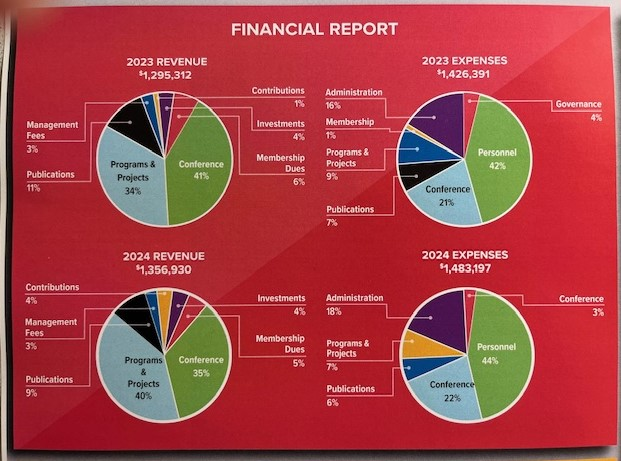 FINANCIAL REPORT
2023 REVENUE
$1,295,312
Contributions
1%
Investments
4%
Membership
Dues
6%
Management
Fees
3%
Publications
11%
Programs &
Projects
34%
Conference
41%
2023 EXPENSES
$1,426,391
Administration
16%
Membership
1%
Programs &
Projects
9%
Publications
7%
Governance
4%
Personnel
42%
Conference
21%
2024 REVENUE
$1,356,930
Contributions
4%
Management
Fees
3%
Publications
9%
Investments
4%
Membership
Dues
5%
Programs
&
Projects
40%
Conference
35%
2024 EXPENSES
$1,483,197
Administration
18%
Programs &
Projects
7%
Publications
6%
Conference
3%
Personnel
44%
Conference
22%